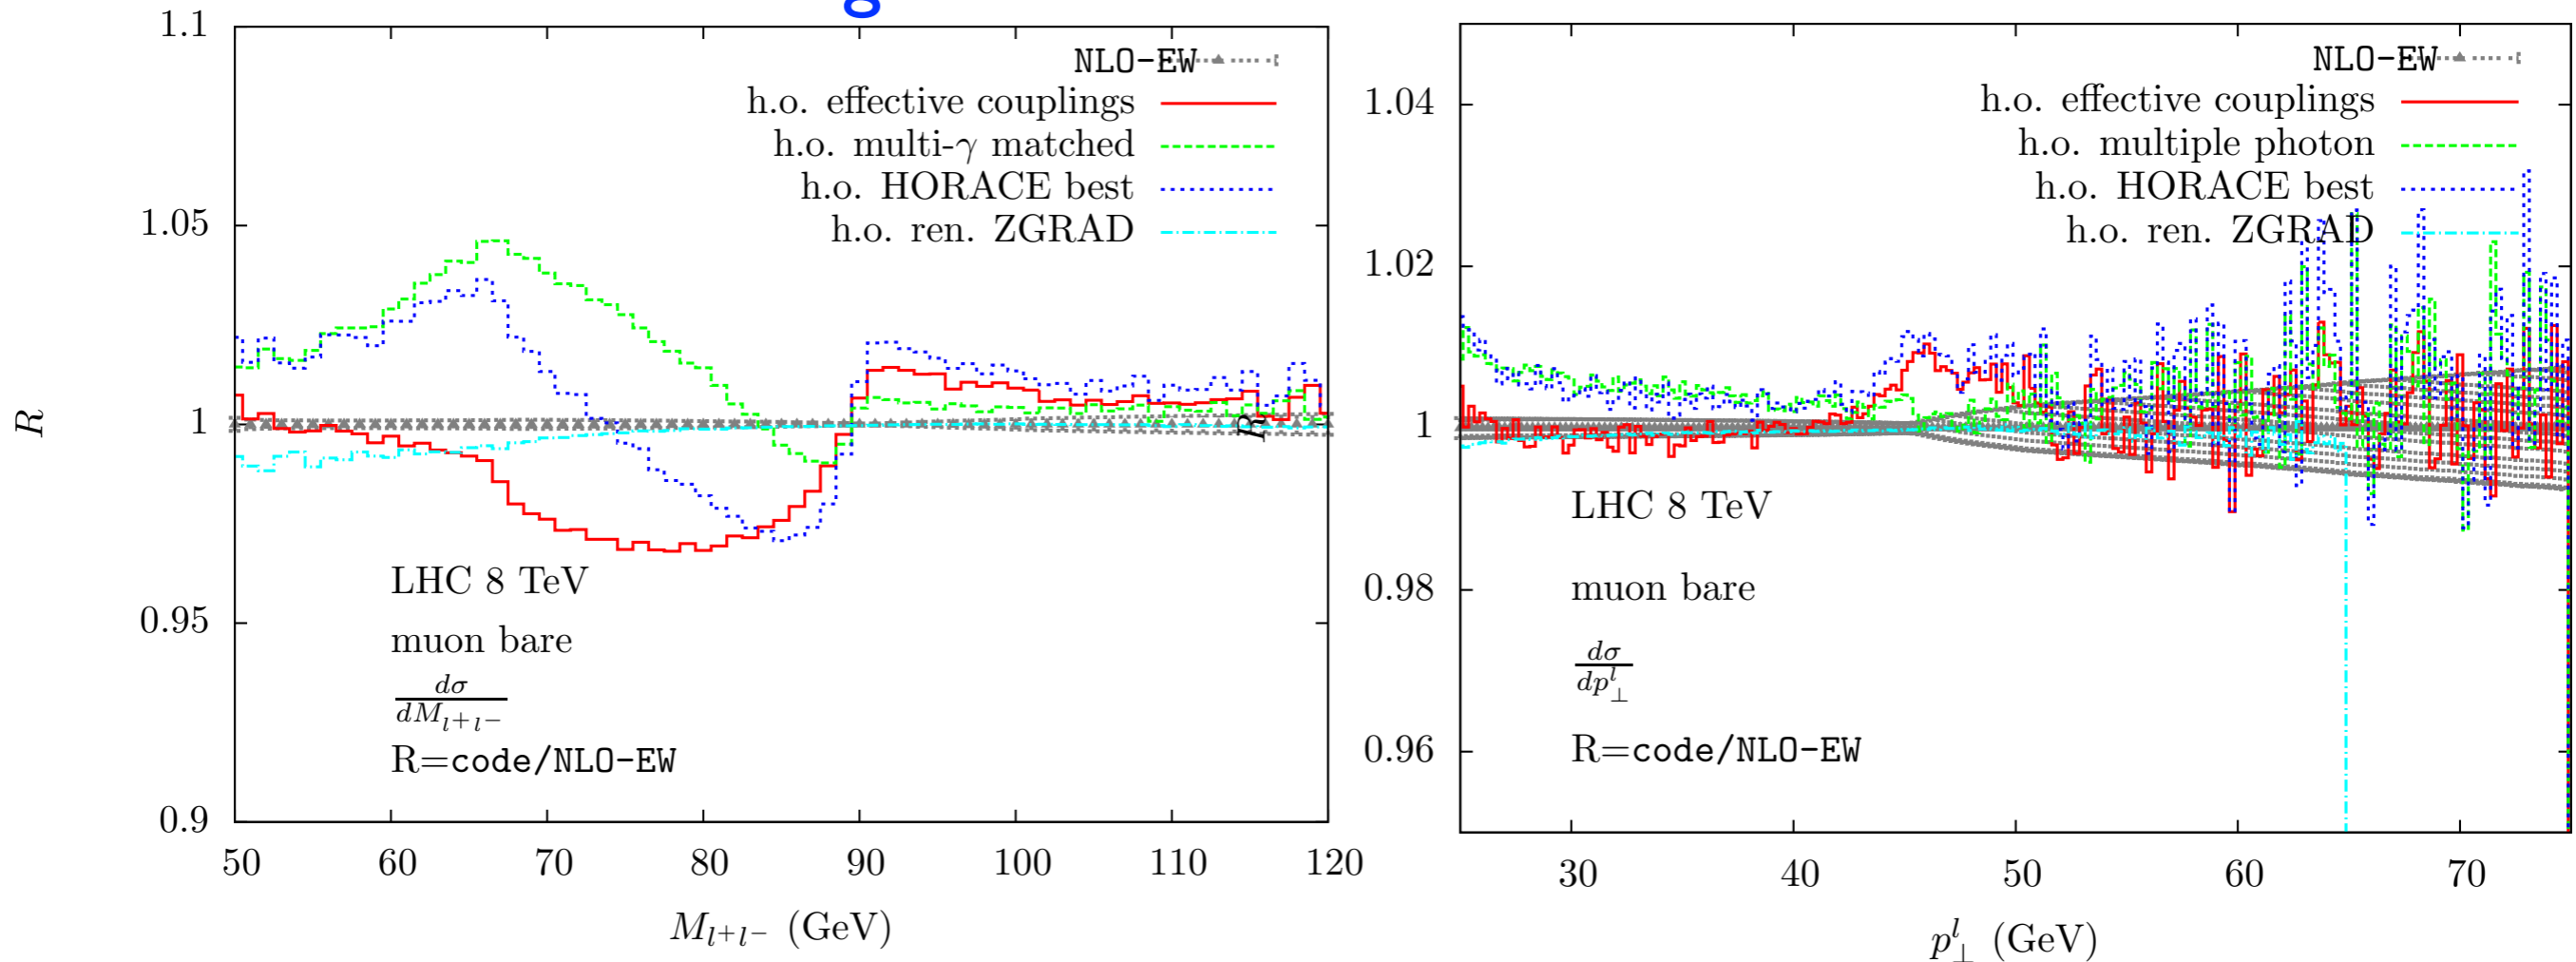 g
1.1
1.05
1
0.95
0.9
R
NLO-EW
h.o. effective couplings
h.o. multi-γ matched
h.o. HORACE best
h.o. ren. ZGRAD
LHC 8 TeV
muon bare
dσ
dM_{l+l−}
R=code/NLO-EW
50 60 70 80 90 100 110 120
M_{l+l−} (GeV)
R
1.04
1.02
1
0.98
0.96
NLO-EW
h.o. effective couplings
h.o. multiple photon
h.o. HORACE best
h.o. ren. ZGRAD
LHC 8 TeV
muon bare
dσ
dp_⊥^l
R=code/NLO-EW
30 40 50 60 70
p_⊥^l (GeV)